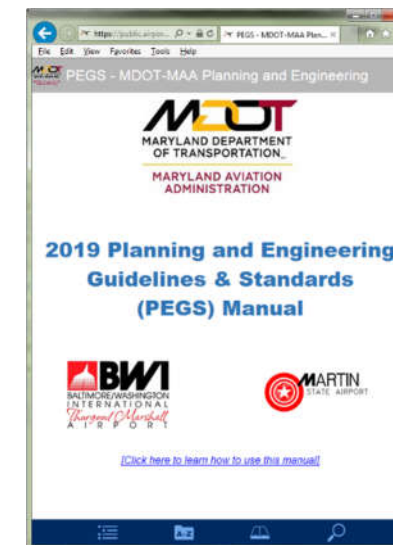 PEGS - MDOT-MAA Plan...
File Edit View Favorites Tools Help
PEGS - MDOT-MAA Planning and Engineering
MDOT
MARYLAND DEPARTMENT
OF TRANSPORTATION
MARYLAND AVIATION
ADMINISTRATION
2019 Planning and Engineering
Guidelines & Standards
(PEGS) Manual
BWI
BALTIMORE/WASHINGTON
INTERNATIONAL
Thurgood Marshall
AIRPORT
MARTIN
STATE AIRPORT
[Click here to learn how to use this manual]
A-Z